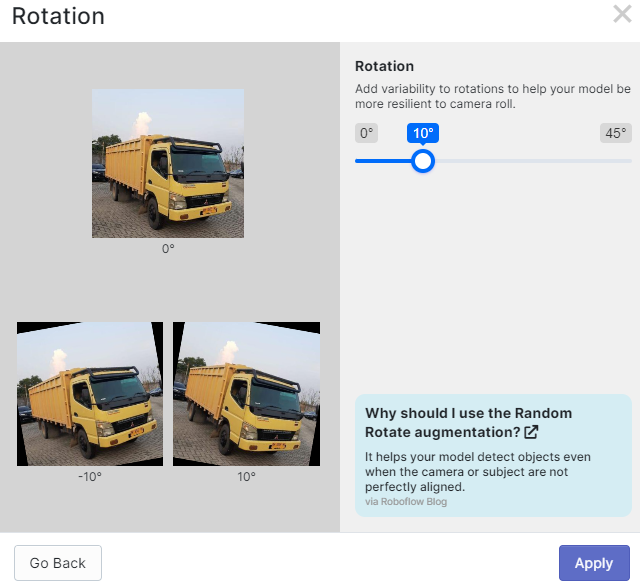 Rotation
0°
-10°
10°
Rotation
Add variability to rotations to help your model be
more resilient to camera roll.
0°
10°
45°
Why should I use the Random
Rotate augmentation?
It helps your model detect objects even
when the camera or subject are not
perfectly aligned.
via Roboflow Blog
Go Back
Apply